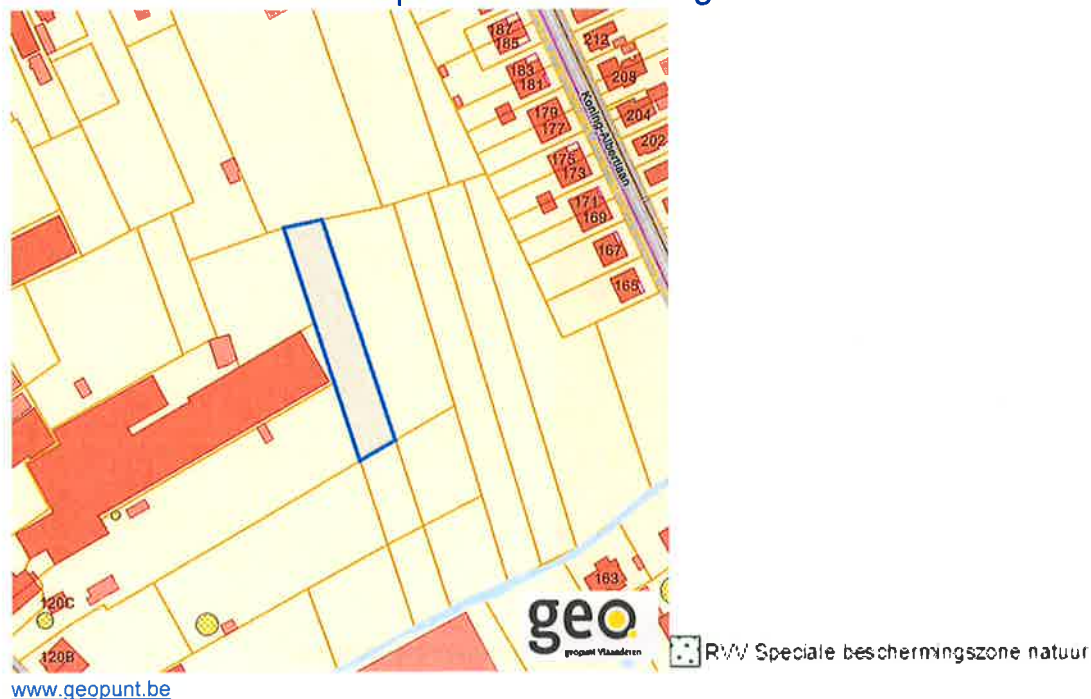 187
185
212
183
181
208
179
177
204
202
Koning-Albertlaan
175
173
171
169
167
165
163
120C
120B
geo
geopunt Vlaanderen
RVV Speciale beschermingszone natuur
www.geopunt.be